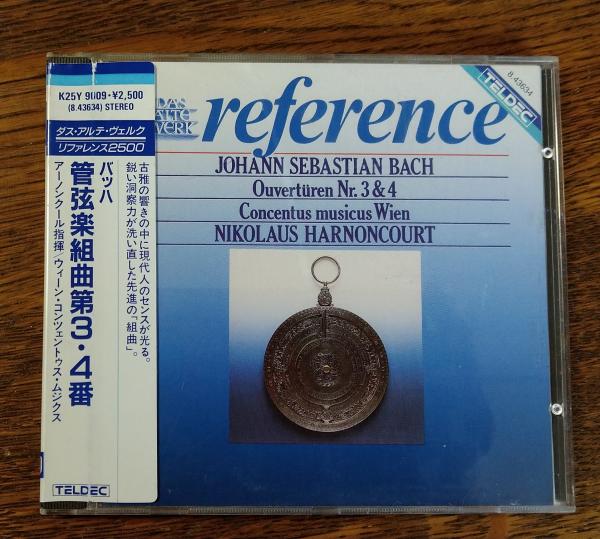 K25Y 9009・¥2,500
(8.43634) STEREO
ダス・アルテ・ヴェルク
リファレンス2500
バッハ
管弦楽組曲第3・4番
アーノンクール指揮/ウィーン・コンツェントゥス・ムジクス
古雅の響きの中に現代人のセンスが光る。
鋭い洞察力が洗い直した先進の「組曲」。
TELDEC
DAS
ALTE
WERK
reference
8.43634
TELDEC
JOHANN SEBASTIAN BACH
Ouvertüren Nr. 3 & 4
Concentus musicus Wien
NIKOLAUS HARNONCOURT